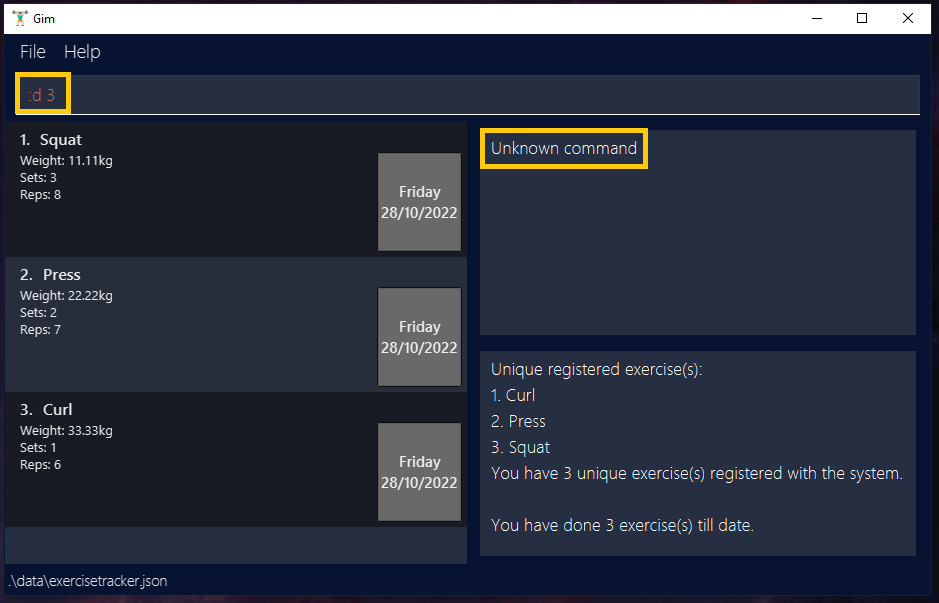 Gim
File Help
:d 3
1. Squat
Weight: 11.11kg
Sets: 3
Reps: 8
Friday
28/10/2022
2. Press
Weight: 22.22kg
Sets: 2
Reps: 7
Friday
28/10/2022
3. Curl
Weight: 33.33kg
Sets: 1
Reps: 6
Friday
28/10/2022
Unknown command
Unique registered exercise(s):
1. Curl
2. Press
3. Squat
You have 3 unique exercise(s) registered with the system.
You have done 3 exercise(s) till date.
.\data\exercisetracker.json